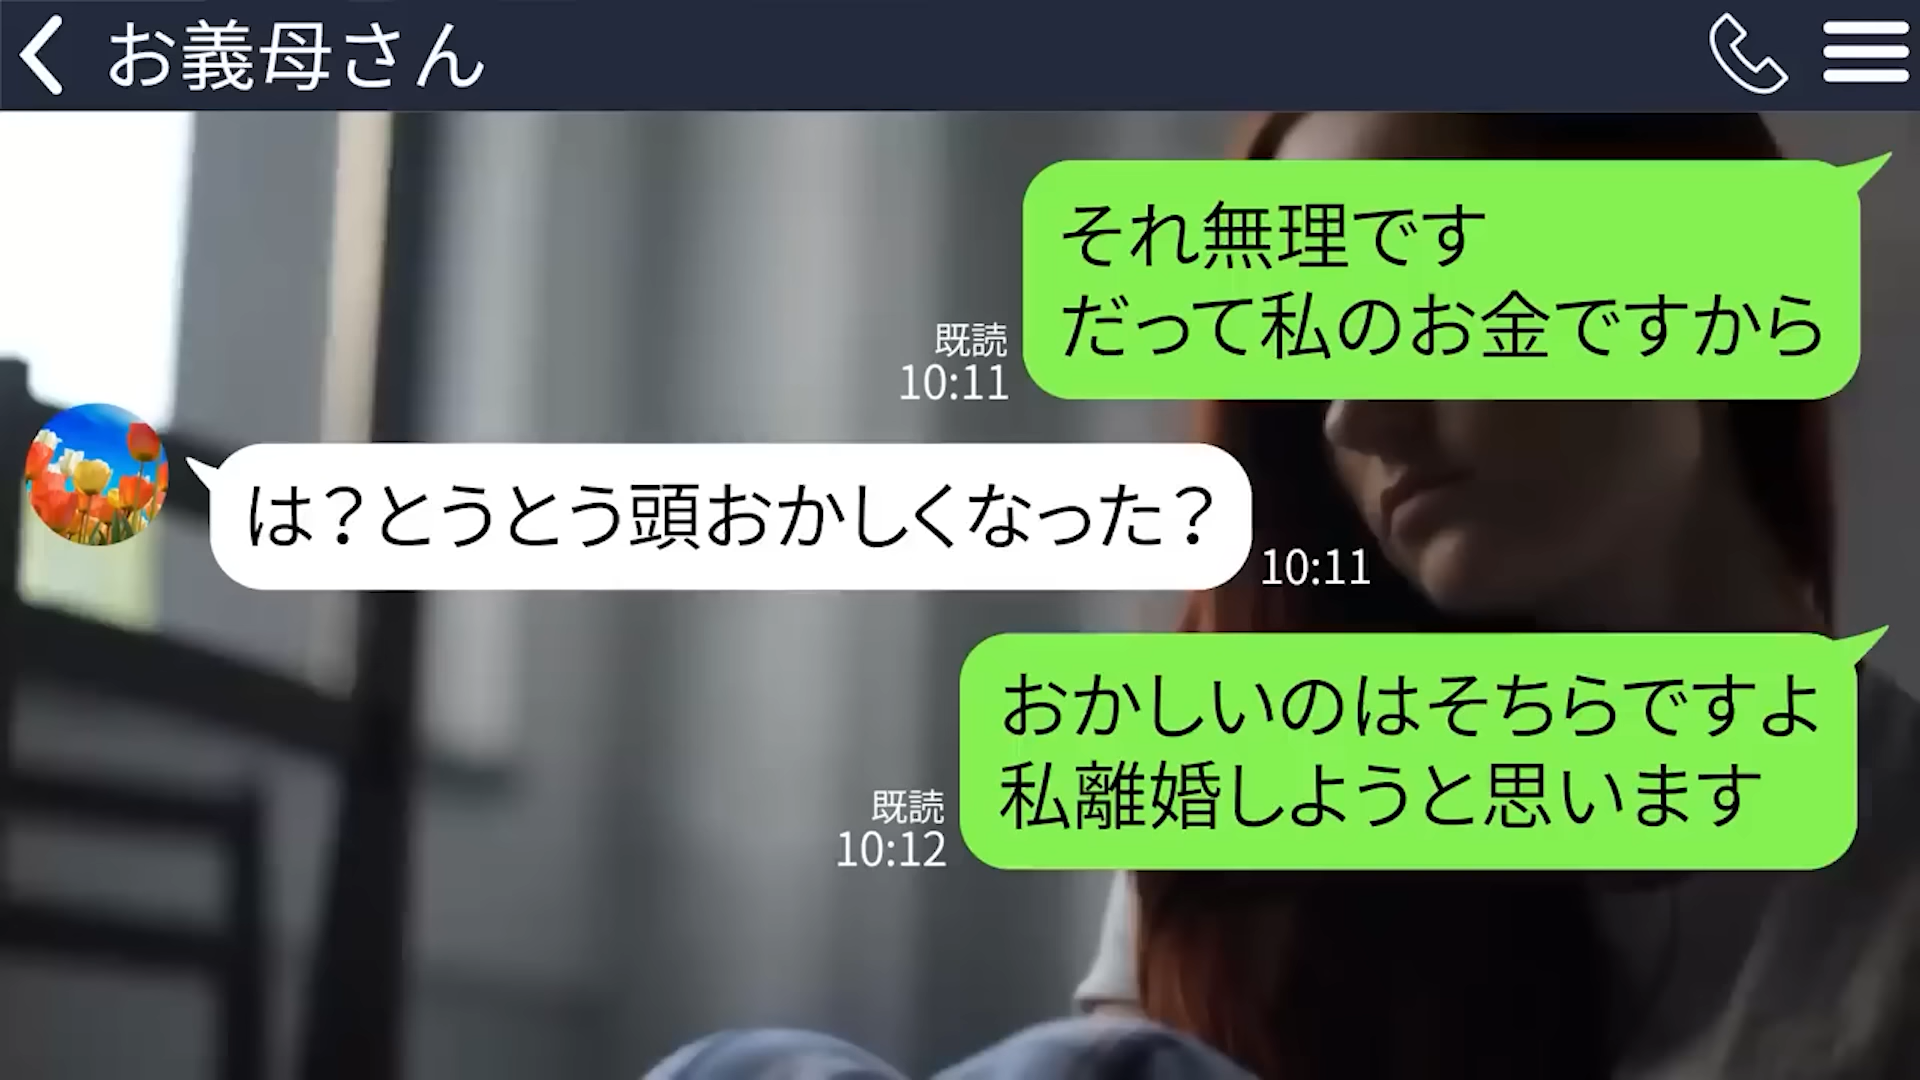 お義母さん
それ無理です
だって私のお金ですから
既読
10:11
は？とうとう頭おかしくなった？
10:11
おかしいのはそちらですよ
私離婚しようと思います
既読
10:12